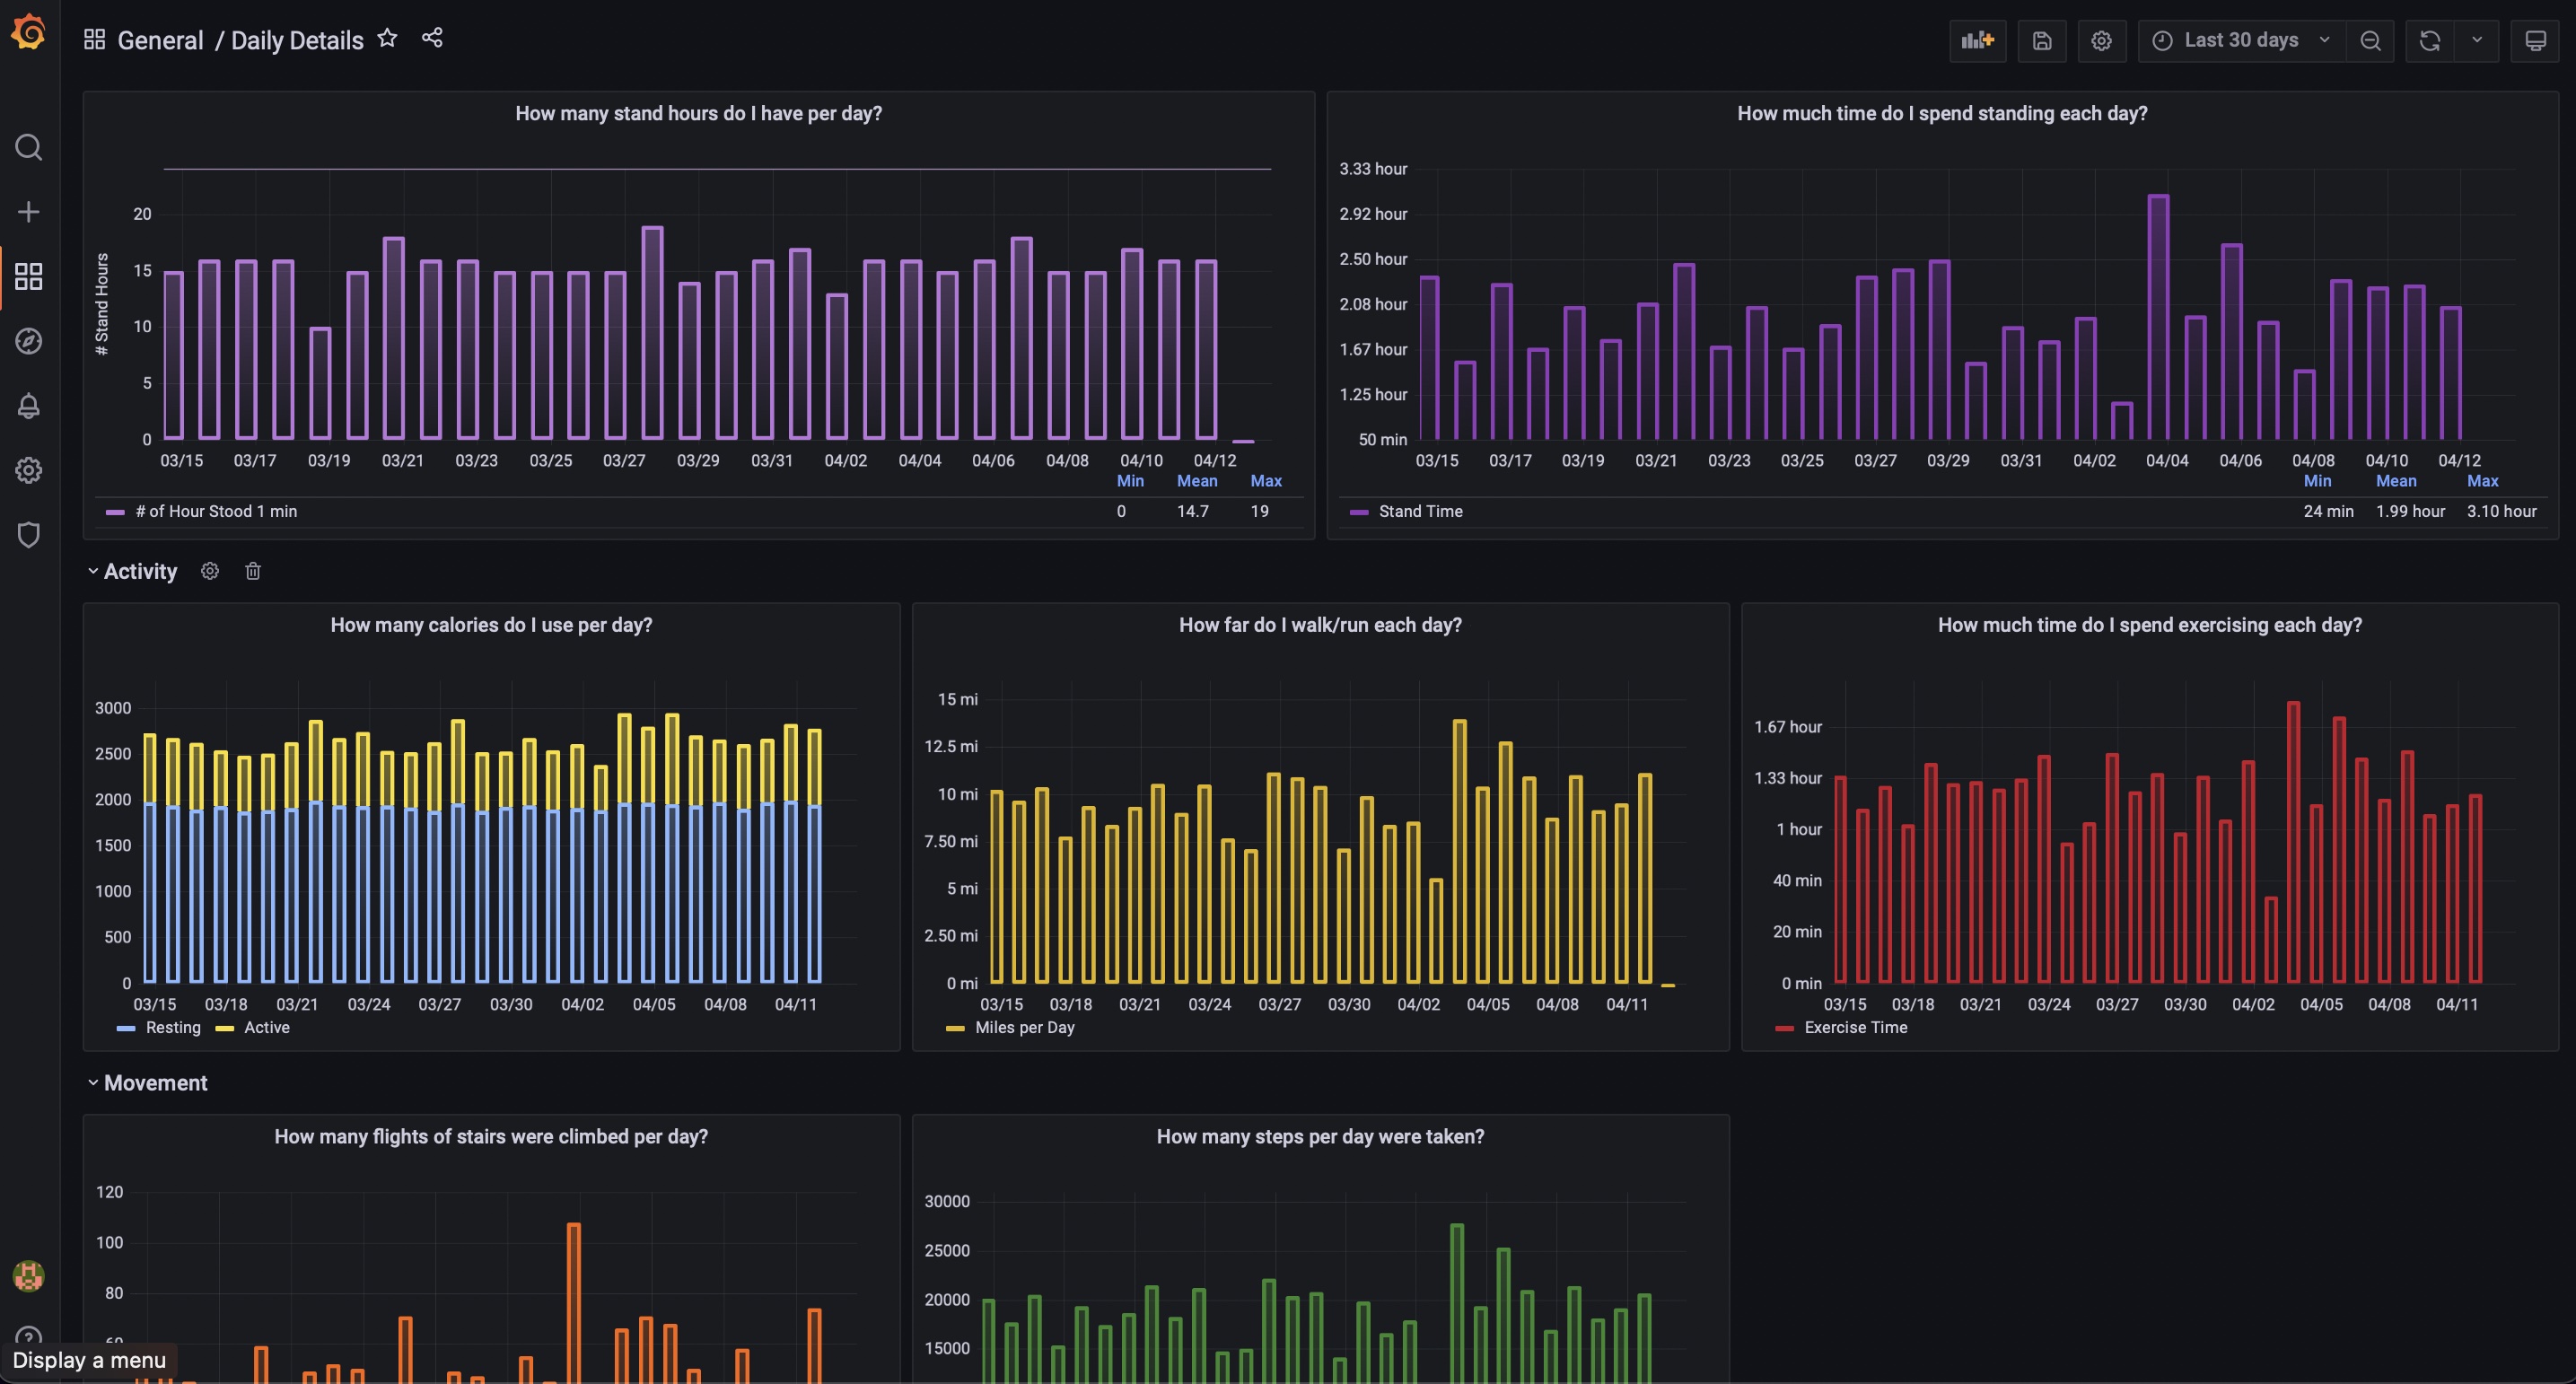 General / Daily Details
Last 30 days
How many stand hours do I have per day?
# Stand Hours
20
15
10
5
0
03/15 03/17 03/19 03/21 03/23 03/25 03/27 03/29 03/31 04/02 04/04 04/06 04/08 04/10 04/12
Min Mean Max
# of Hour Stood 1 min 0 14.7 19
How much time do I spend standing each day?
3.33 hour
2.92 hour
2.50 hour
2.08 hour
1.67 hour
1.25 hour
50 min
03/15 03/17 03/19 03/21 03/23 03/25 03/27 03/29 03/31 04/02 04/04 04/06 04/08 04/10 04/12
Min Mean Max
Stand Time 24 min 1.99 hour 3.10 hour
Activity
How many calories do I use per day?
3000
2500
2000
1500
1000
500
0
03/15 03/18 03/21 03/24 03/27 03/30 04/02 04/05 04/08 04/11
Resting Active
How far do I walk/run each day?
15 mi
12.5 mi
10 mi
7.50 mi
5 mi
2.50 mi
0 mi
03/15 03/18 03/21 03/24 03/27 03/30 04/02 04/05 04/08 04/11
Miles per Day
How much time do I spend exercising each day?
1.67 hour
1.33 hour
1 hour
40 min
20 min
0 min
03/15 03/18 03/21 03/24 03/27 03/30 04/02 04/05 04/08 04/11
Exercise Time
Movement
How many flights of stairs were climbed per day?
120
100
80
60
How many steps per day were taken?
30000
25000
20000
15000
Display a menu